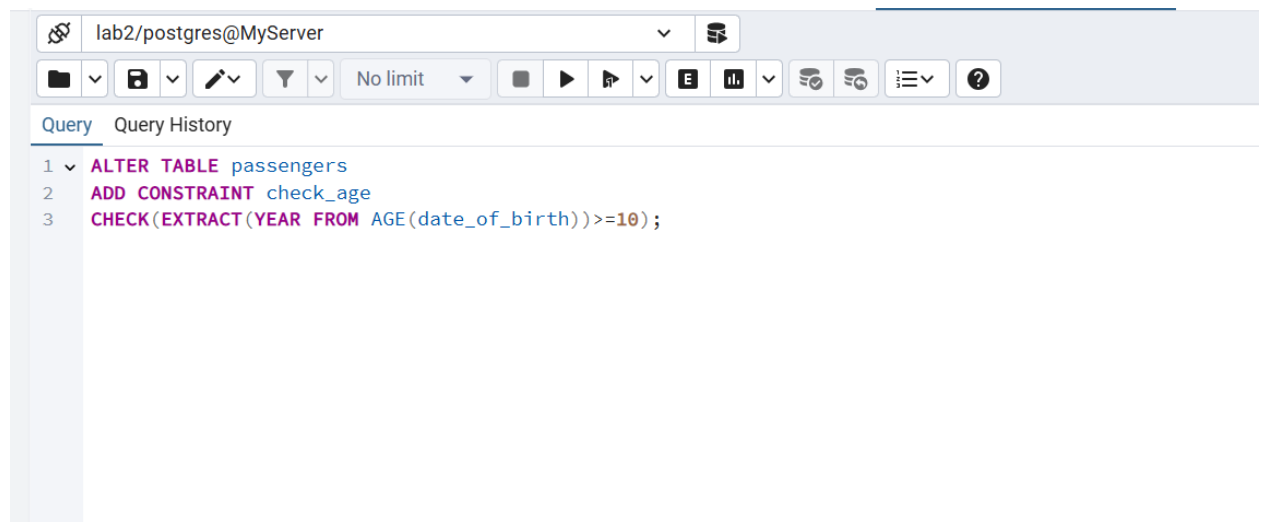 lab2/postgres@MyServer
No limit
E
Query Query History
1 ALTER TABLE passengers
2 ADD CONSTRAINT check_age
3 CHECK(EXTRACT(YEAR FROM AGE(date_of_birth))>=10);